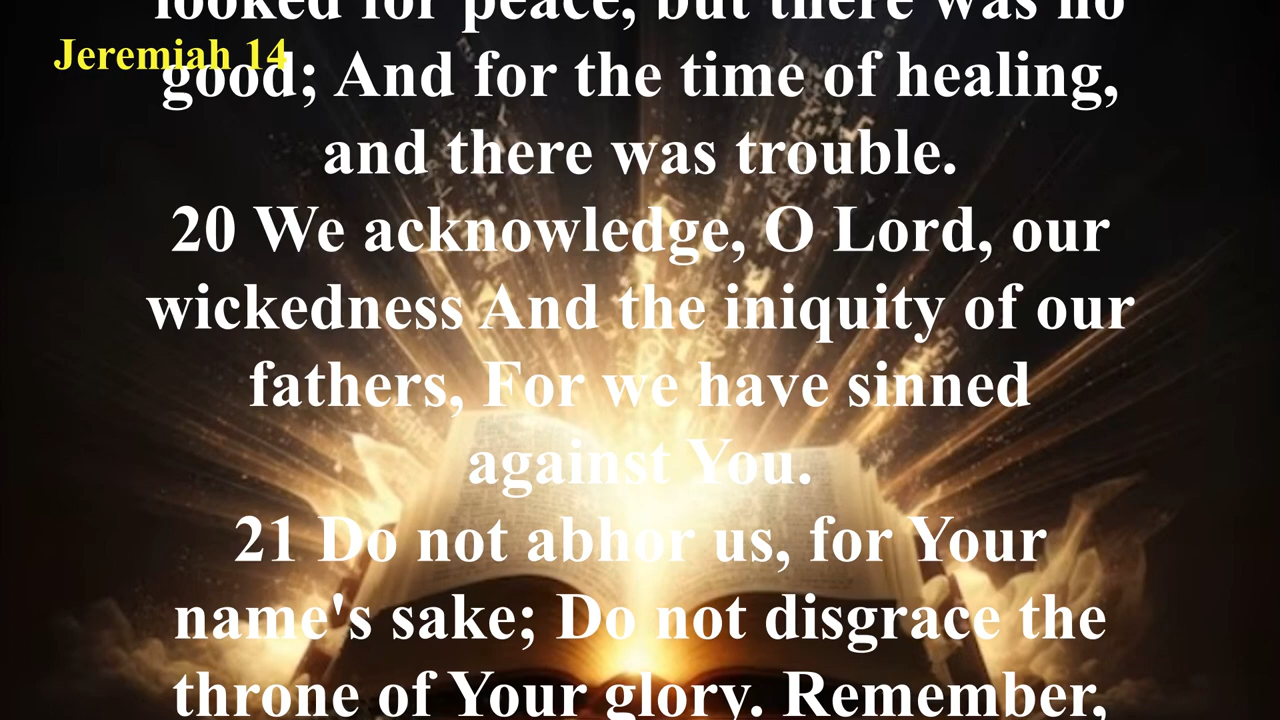 looked for peace, but there was no
Jeremiah 14
good; And for the time of healing,
and there was trouble.
20 We acknowledge, O Lord, our
wickedness And the iniquity of our
fathers, For we have sinned
against You.
21 Do not abhor us, for Your
name's sake; Do not disgrace the
throne of Your glory. Remember,